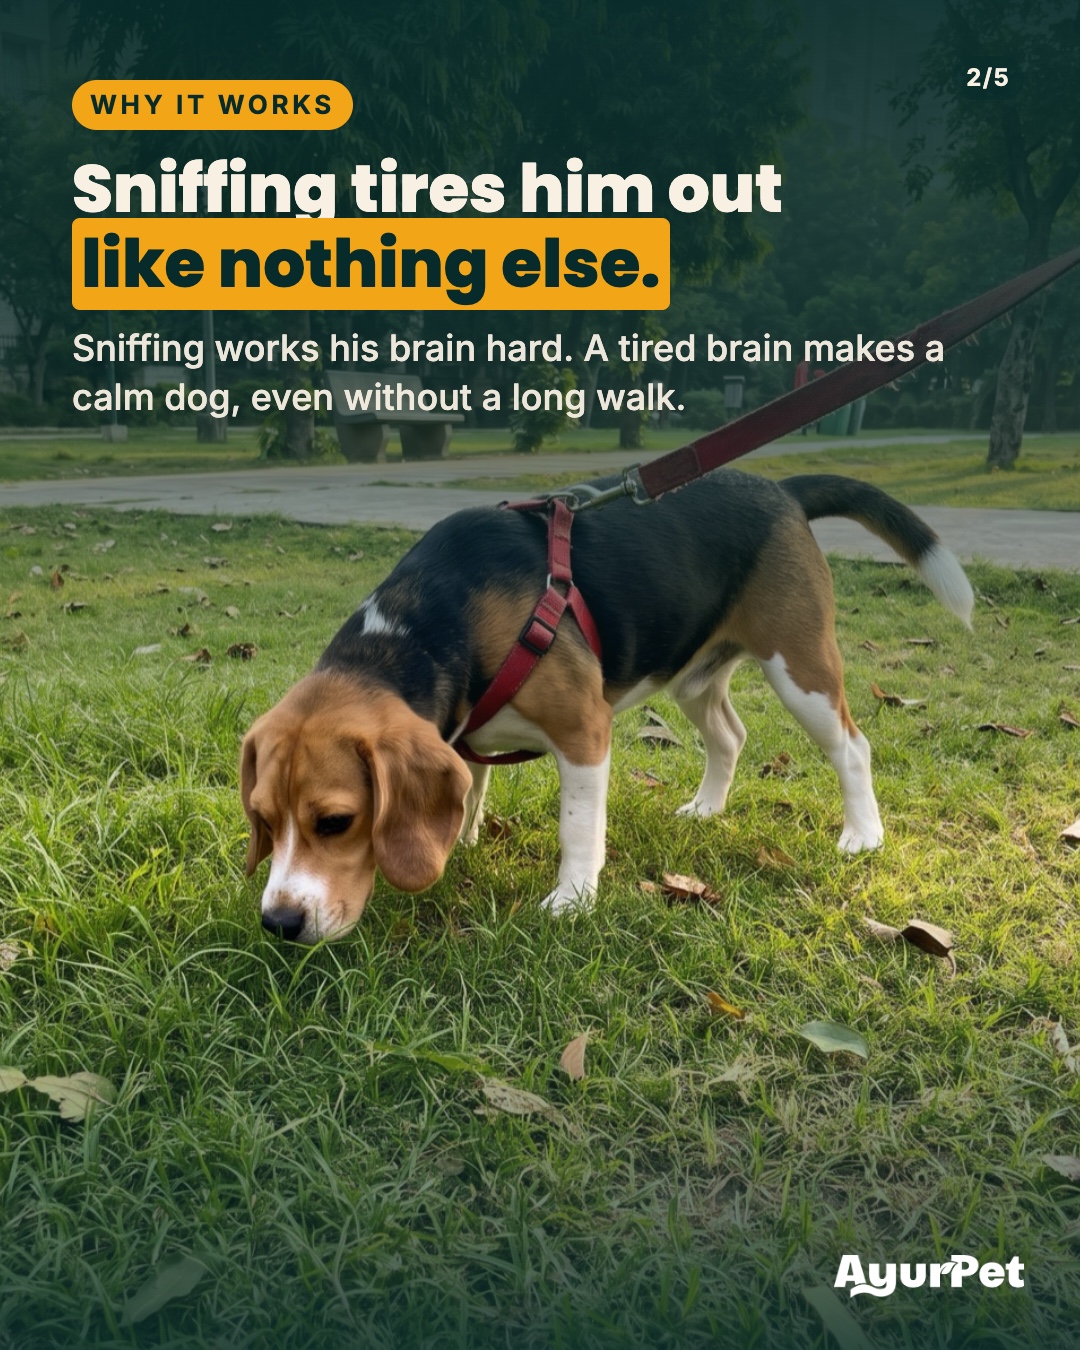 2/5
WHY IT WORKS
Sniffing tires him out
like nothing else.
Sniffing works his brain hard. A tired brain makes a
calm dog, even without a long walk.
AyurPet